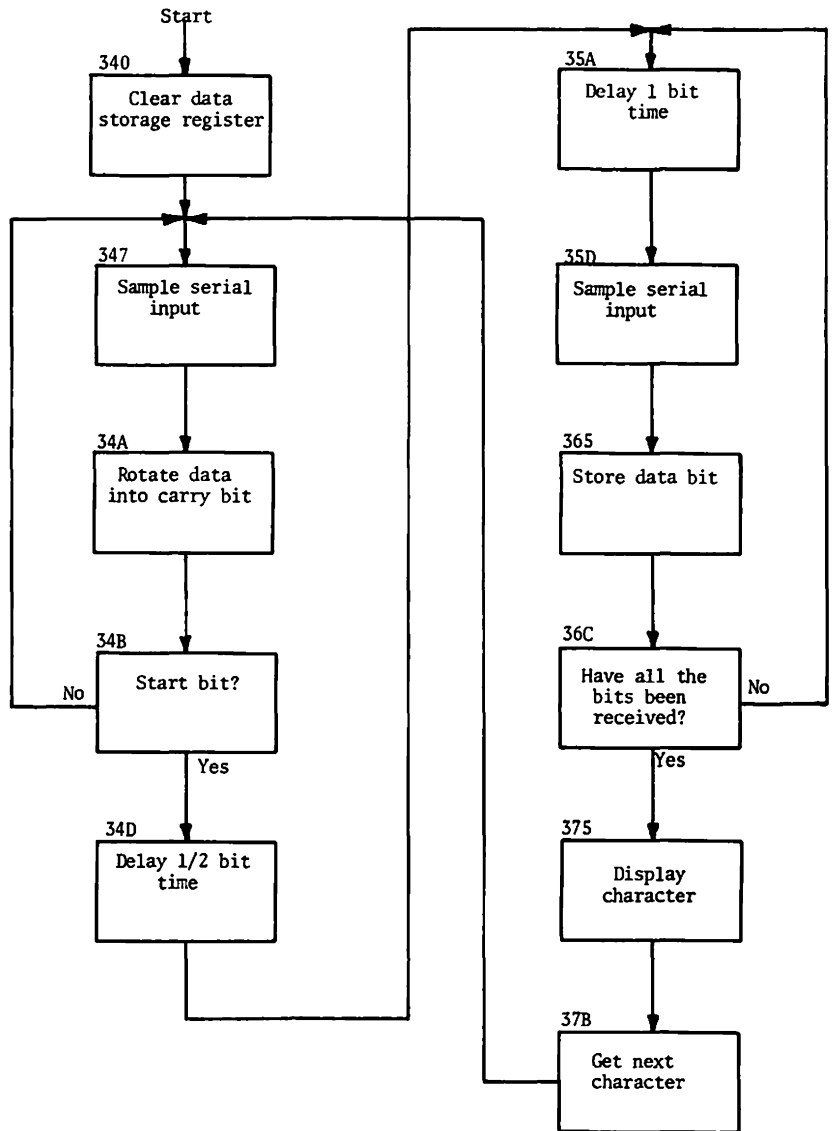 Start
340
Clear data
storage register
347
Sample serial
input
34A
Rotate data
into carry bit
34B
Start bit?
No
Yes
34D
Delay 1/2 bit
time
35A
Delay 1 bit
time
35D
Sample serial
input
365
Store data bit
36C
Have all the
bits been
received?
No
Yes
375
Display
character
37B
Get next
character